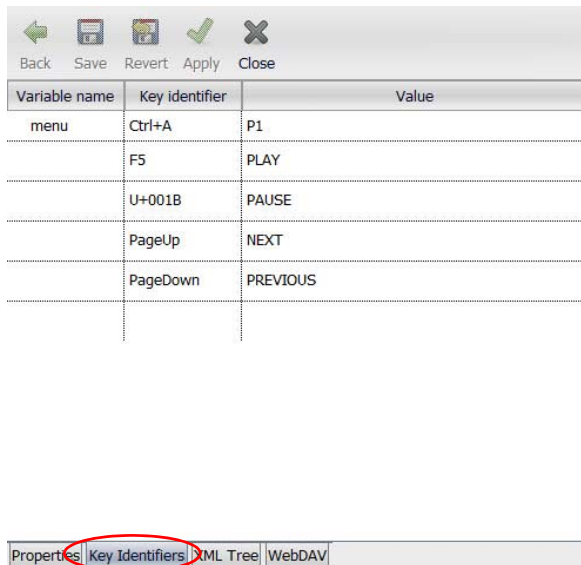 Back Save Revert Apply Close
Variable name Key identifier Value
menu Ctrl+A P1
F5 PLAY
U+001B PAUSE
PageUp NEXT
PageDown PREVIOUS
Properties Key Identifiers XML Tree WebDAV